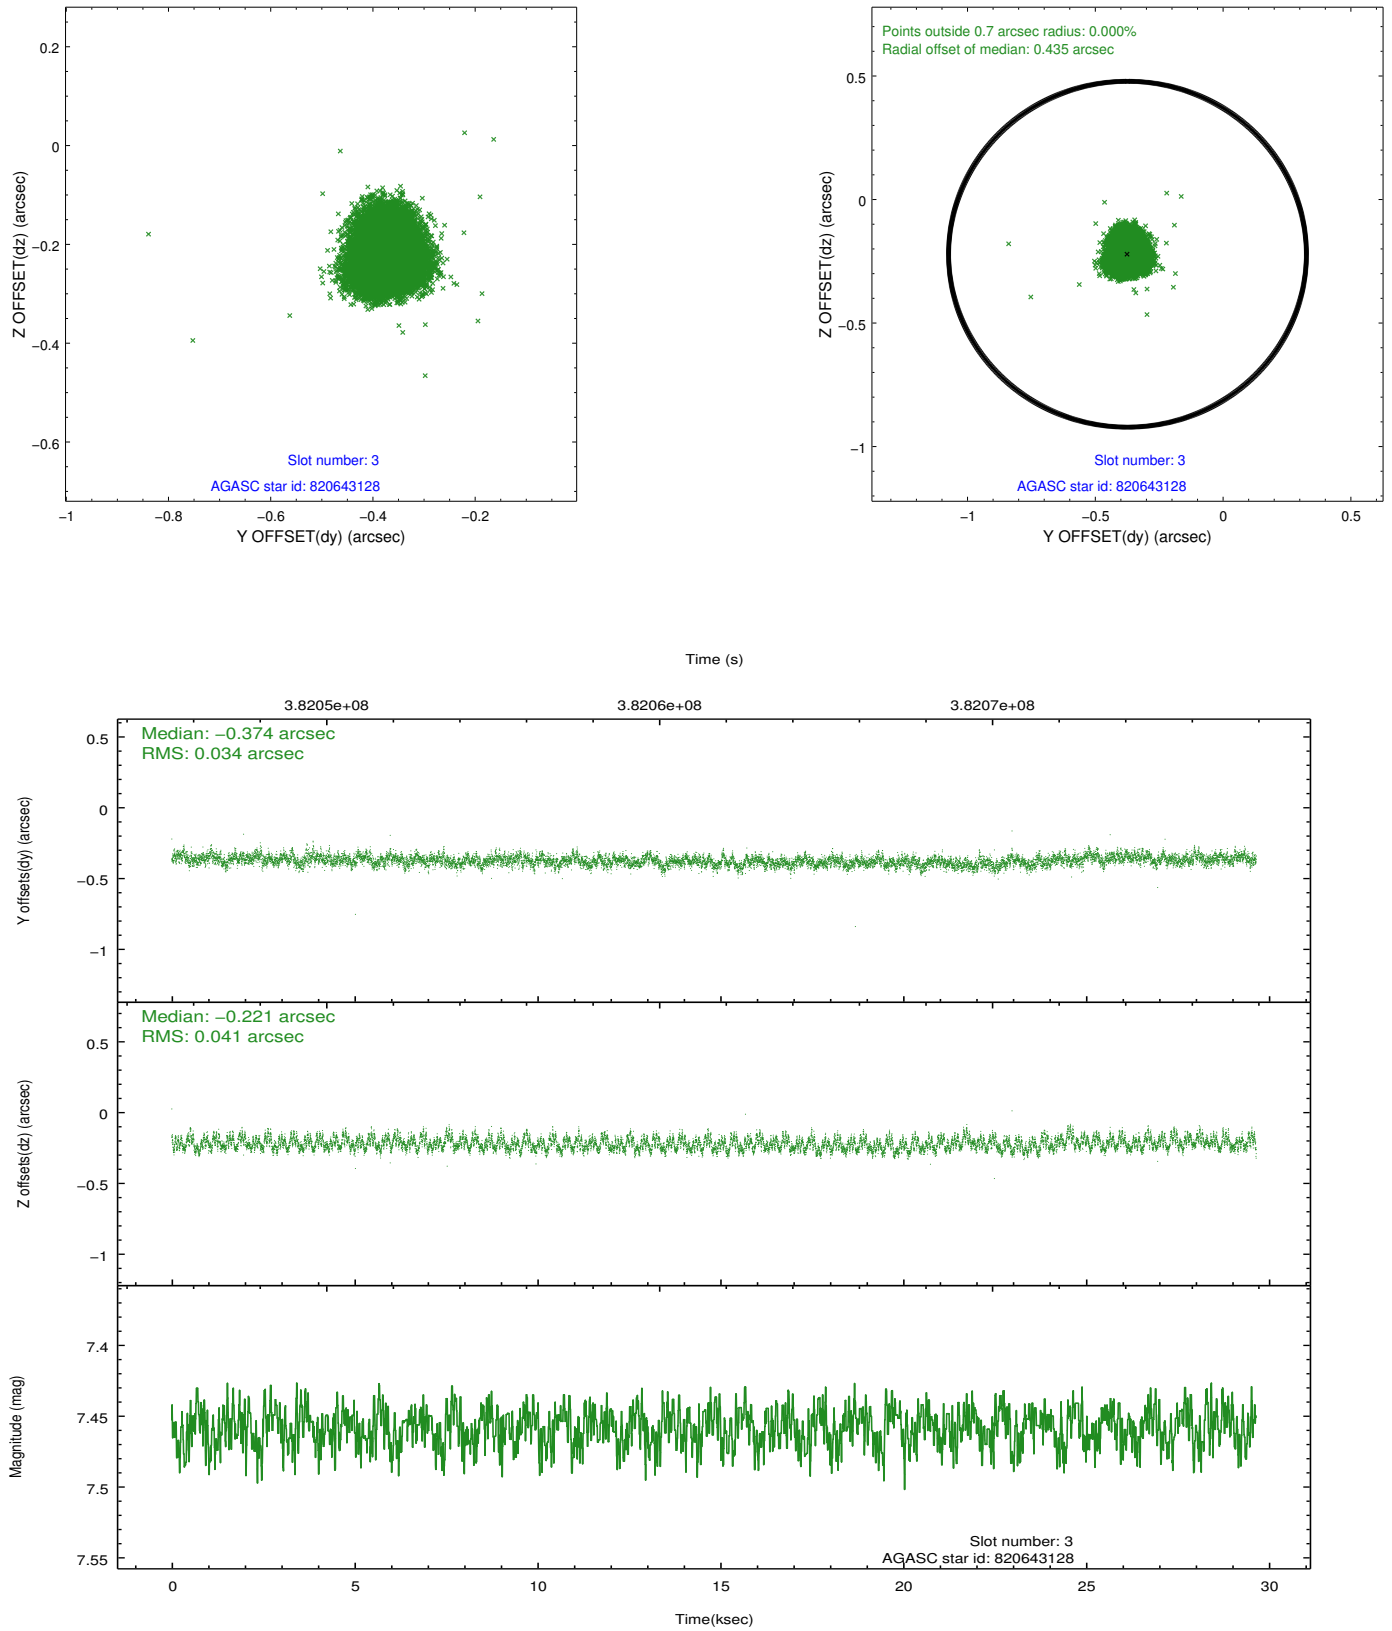 0.2
0
−0.2
−0.4
−0.6
Z OFFSET(dz) (arcsec)
Slot number: 3
AGASC star id: 820643128
−1
−0.8
−0.6
−0.4
−0.2
Y OFFSET(dy) (arcsec)
Points outside 0.7 arcsec radius: 0.000%
Radial offset of median: 0.435 arcsec
0.5
0
−0.5
−1
Z OFFSET(dz) (arcsec)
Slot number: 3
AGASC star id: 820643128
−1
−0.5
0
0.5
Y OFFSET(dy) (arcsec)
Time (s)
3.8205e+08
3.8206e+08
3.8207e+08
Median: −0.374 arcsec
RMS: 0.034 arcsec
0.5
0
−0.5
−1
Y offsets(dy) (arcsec)
Median: −0.221 arcsec
RMS: 0.041 arcsec
0.5
0
−0.5
−1
Z offsets(dz) (arcsec)
7.4
7.45
7.5
7.55
Magnitude (mag)
Slot number: 3
AGASC star id: 820643128
0
5
10
15
20
25
30
Time(ksec)